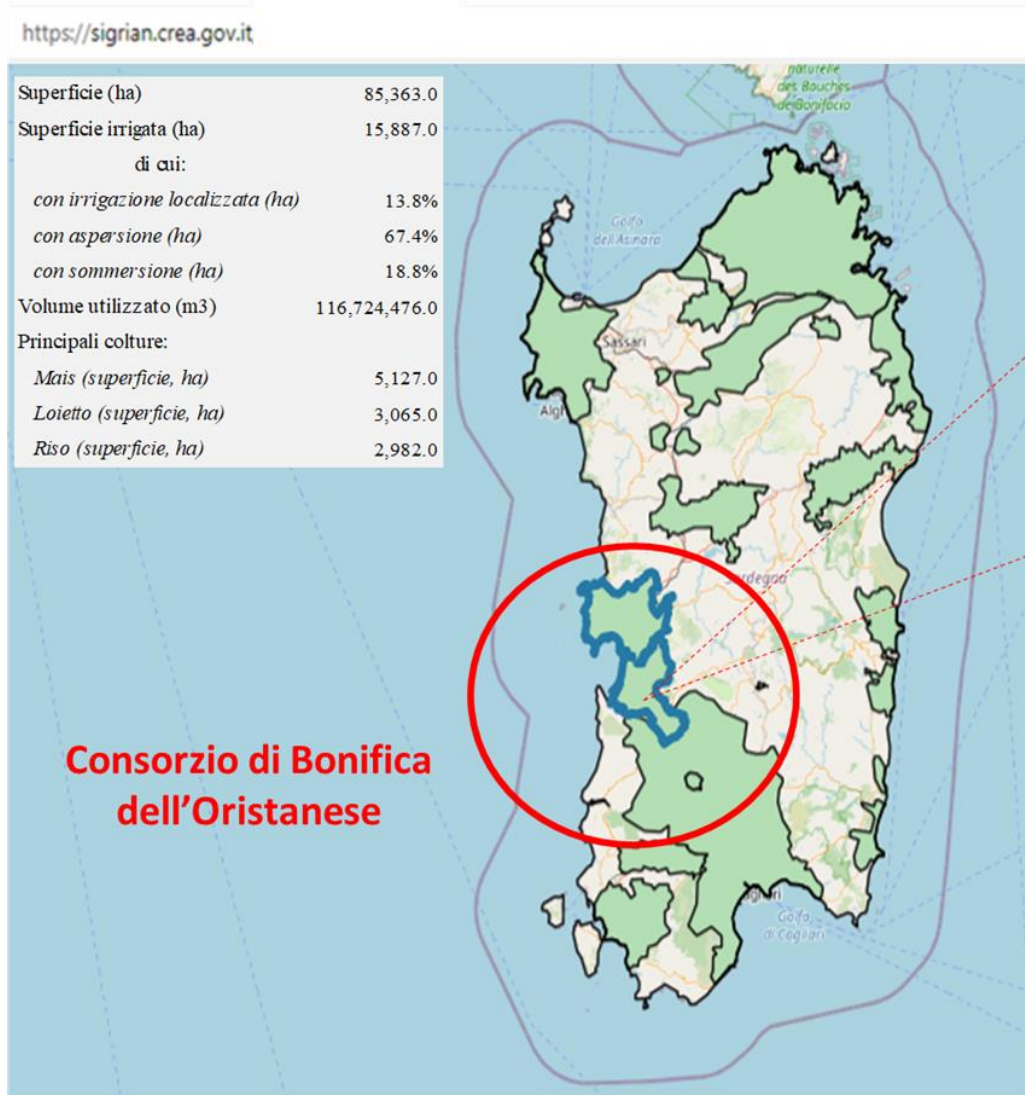 https://sigrian.crea.gov.it
Superficie (ha) 85,363.0
Superficie irrigata (ha) 15,887.0
di cui:
con irrigazione localizzata (ha) 13.8%
con aspersione (ha) 67.4%
con sommersione (ha) 18.8%
Volume utilizzato (m3) 116,724,476.0
Principali colture:
Mais (superficie, ha) 5,127.0
Loietto (superficie, ha) 3,065.0
Riso (superficie, ha) 2,982.0
naturelle
des Bouches
de Bonifacio
Golfo
dell'Asinara
Sassari
Algh
Sardegna
Consorzio di Bonifica
dell'Oristanese
Golfo
di Cagliari